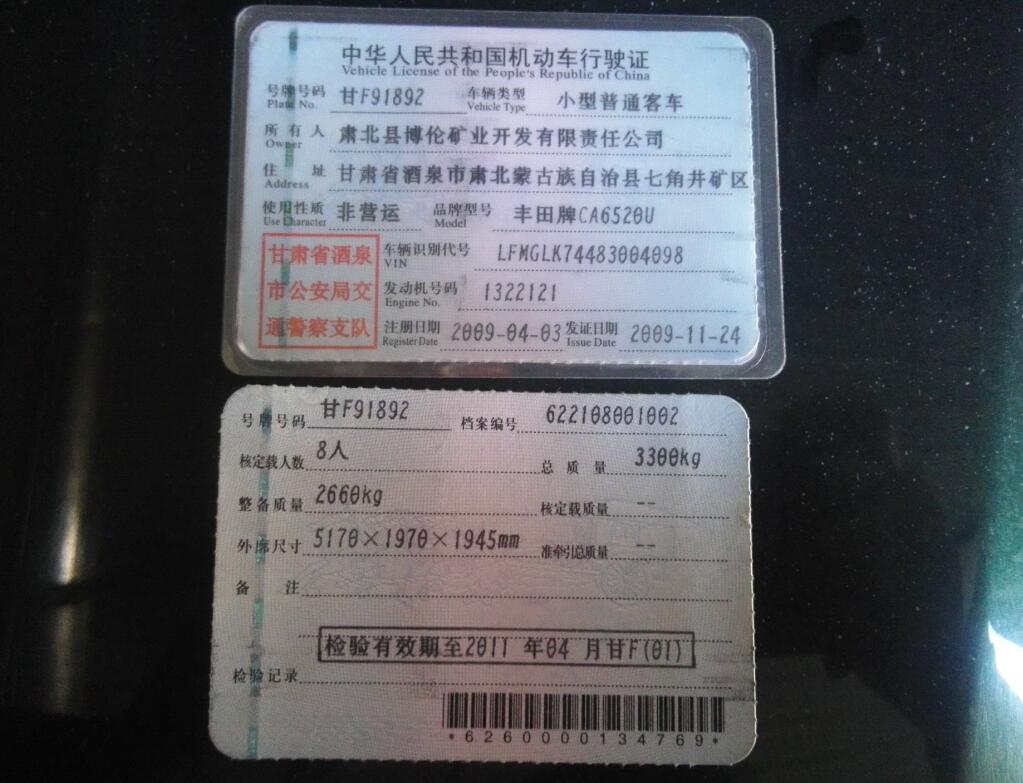 中华人民共和国机动车行驶证
Vehicle License of the People's Republic of China
号牌号码 甘F91892 车辆类型 小型普通客车
Plate No. Vehicle Type
所有人 肃北县博伦矿业开发有限责任公司
Owner
住址 甘肃省酒泉市肃北蒙古族自治县七角井矿区
Address
使用性质 非营运 品牌型号 丰田牌CA6520U
Use Character Model
甘肃省酒泉
市公安局交
通警察支队
车辆识别代号 LFMGLK74483004098
VIN
发动机号码 1322121
Engine No.
注册日期 2009-04-03 发证日期 2009-11-24
Register Date Issue Date
号牌号码 甘F91892 档案编号 622108001002
核定载人数 8人 总质量 3300kg
整备质量 2660kg 核定载质量 --
外廓尺寸 5170×1970×1945mm 准牵引总质量 --
备注
检验有效期至2011 年04 月甘F(01)
检验记录
*6260000134769*